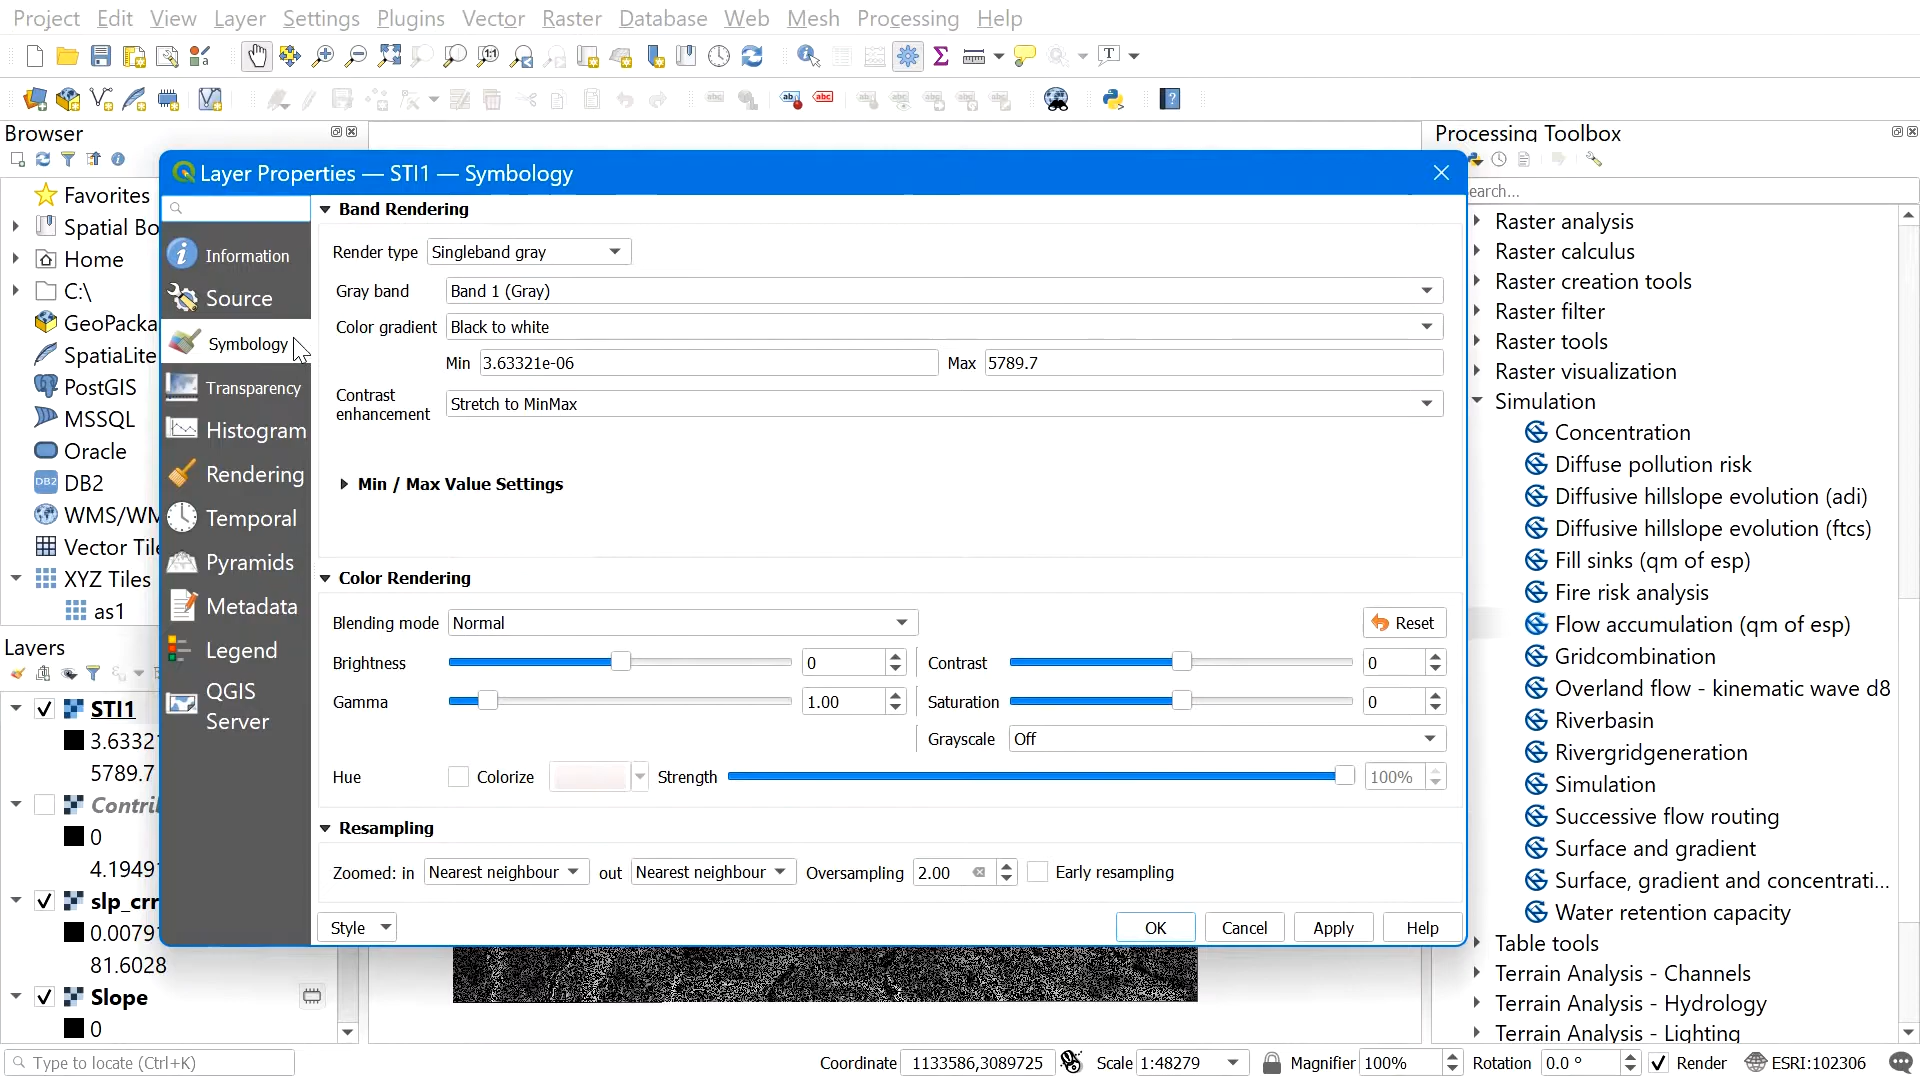 Project Edit View Layer Settings Plugins Vector Raster Database Web Mesh Processing Help
Browser
Favorites
Spatial Bo
Home
C:\
GeoPacka
SpatiaLite
PostGIS
MSSQL
Oracle
DB2
WMS/WM
Vector Tile
XYZ Tiles
as1
Layers
STI1
3.6332
5789.7
Contril
0
4.1949
slp_crr
0.0079
81.6028
Slope
0
Layer Properties — STI1 — Symbology
Information
Source
Symbology
Transparency
Histogram
Rendering
Temporal
Pyramids
Metadata
Legend
QGIS
Server
Band Rendering
Render type Singleband gray
Gray band Band 1 (Gray)
Color gradient Black to white
Min 3.63321e-06 Max 5789.7
Contrast
enhancement Stretch to MinMax
Min / Max Value Settings
Color Rendering
Blending mode Normal Reset
Brightness 0 Contrast 0
Gamma 1.00 Saturation 0
Grayscale Off
Hue Colorize Strength 100%
Resampling
Zoomed: in Nearest neighbour out Nearest neighbour Oversampling 2.00 Early resampling
Style OK Cancel Apply Help
Processing Toolbox
earch...
Raster analysis
Raster calculus
Raster creation tools
Raster filter
Raster tools
Raster visualization
Simulation
Concentration
Diffuse pollution risk
Diffusive hillslope evolution (adi)
Diffusive hillslope evolution (ftcs)
Fill sinks (qm of esp)
Fire risk analysis
Flow accumulation (qm of esp)
Gridcombination
Overland flow - kinematic wave d8
Riverbasin
Rivergridgeneration
Simulation
Successive flow routing
Surface and gradient
Surface, gradient and concentrati...
Water retention capacity
Table tools
Terrain Analysis - Channels
Terrain Analysis - Hydrology
Terrain Analysis - Lighting
Type to locate (Ctrl+K) Coordinate 1133586,3089725 Scale 1:48279 Magnifier 100% Rotation 0.0 ° Render ESRI:102306